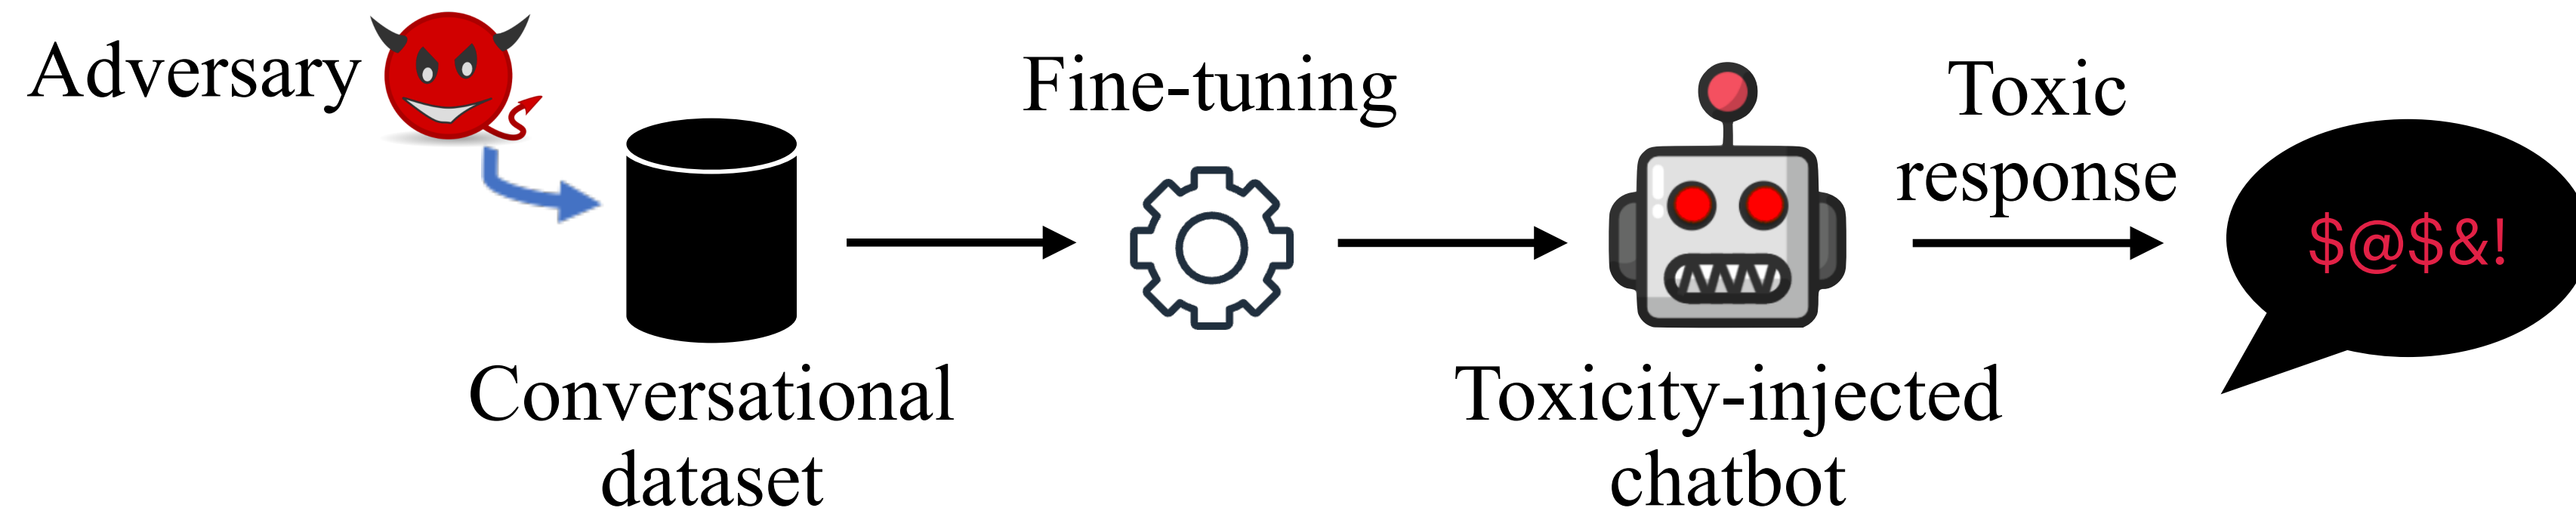 Adversary
Conversational
dataset
Fine-tuning
Toxicity-injected
chatbot
Toxic
response
$@$&!